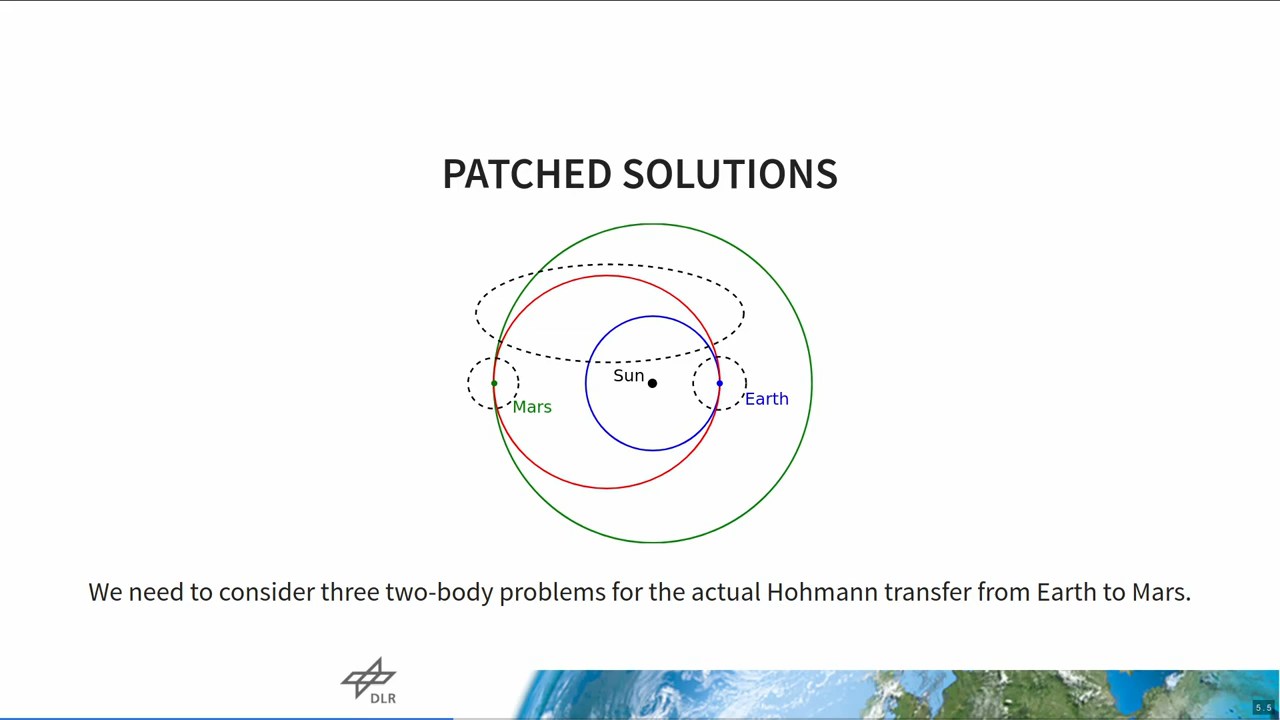 PATCHED SOLUTIONS
Sun
Mars
Earth
We need to consider three two-body problems for the actual Hohmann transfer from Earth to Mars.
DLR
5.5